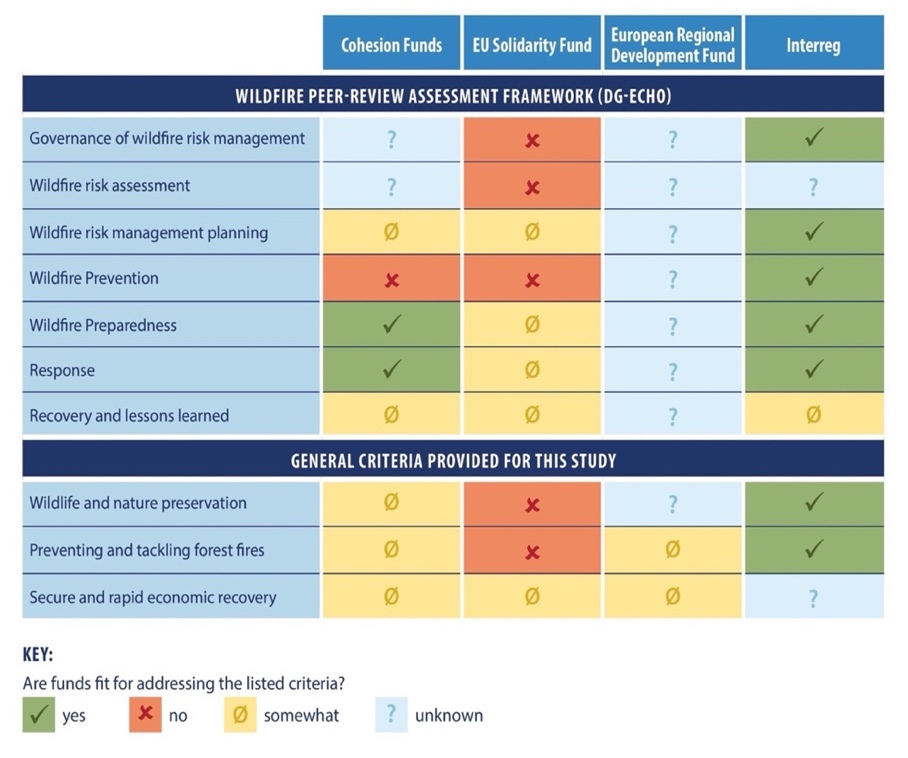 Cohesion Funds EU Solidarity Fund European Regional Development Fund Interreg
WILDFIRE PEER-REVIEW ASSESSMENT FRAMEWORK (DG-ECHO)
Governance of wildfire risk management ? ✘ ? ✓
Wildfire risk assessment ? ✘ ? ?
Wildfire risk management planning Ø Ø ? ✓
Wildfire Prevention ✘ ✘ ? ✓
Wildfire Preparedness ✓ Ø ? ✓
Response ✓ Ø ? ✓
Recovery and lessons learned Ø Ø ? Ø
GENERAL CRITERIA PROVIDED FOR THIS STUDY
Wildlife and nature preservation Ø ✘ ? ✓
Preventing and tackling forest fires Ø ✘ Ø ✓
Secure and rapid economic recovery Ø Ø Ø ?
KEY:
Are funds fit for addressing the listed criteria?
✓ yes ✘ no Ø somewhat ? unknown